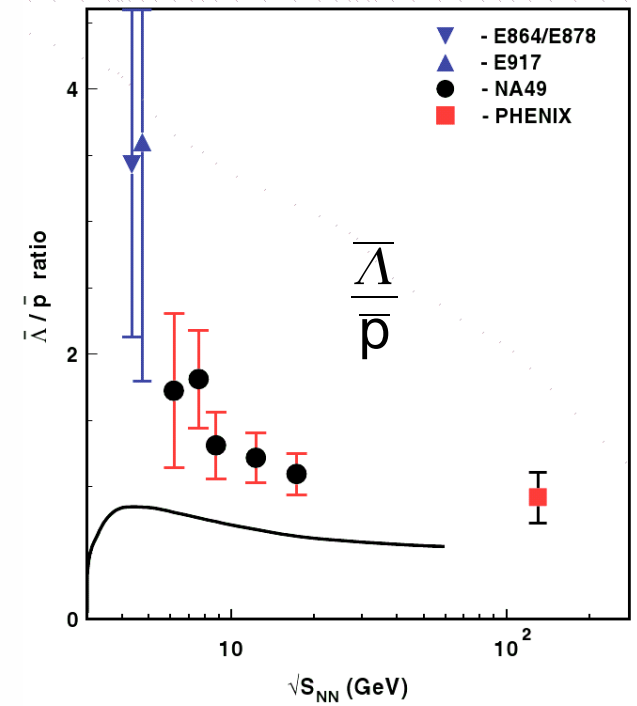 - E864/E878
- E917
- NA49
- PHENIX
4
2
0
Λ̅ / p̅ ratio
Λ̅
p̅
10
10²
√S_NN (GeV)